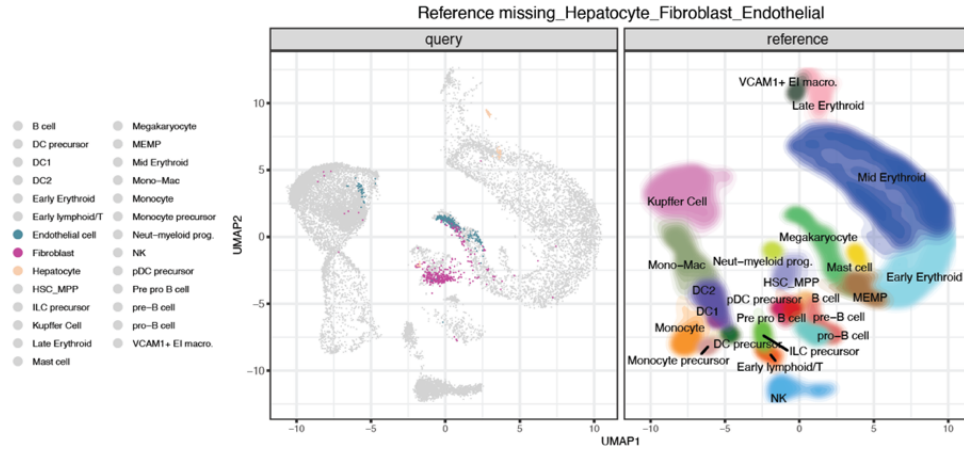 Reference missing_Hepatocyte_Fibroblast_Endothelial
query
reference
B cell
DC precursor
DC1
DC2
Early Erythroid
Early lymphoid/T
Endothelial cell
Fibroblast
Hepatocyte
HSC_MPP
ILC precursor
Kupffer Cell
Late Erythroid
Mast cell
Megakaryocyte
MEMP
Mid Erythroid
Mono-Mac
Monocyte
Monocyte precursor
Neut-myeloid prog.
NK
pDC precursor
Pre pro B cell
pre-B cell
pro-B cell
VCAM1+ EI macro.
UMAP2
10
5
0
−5
−10
−10
−5
0
5
10
VCAM1+ EI macro.
Late Erythroid
Mid Erythroid
Kupffer Cell
Megakaryocyte
Mono−Mac
Neut−myeloid prog.
Mast cell
Early Erythroid
HSC_MPP
DC2
pDC precursor
B cell
MEMP
DC1
Pre pro B cell
pre−B cell
Monocyte
pro−B cell
DC precursor
ILC precursor
Monocyte precursor
Early lymphoid/T
NK
−10
−5
0
5
10
UMAP1